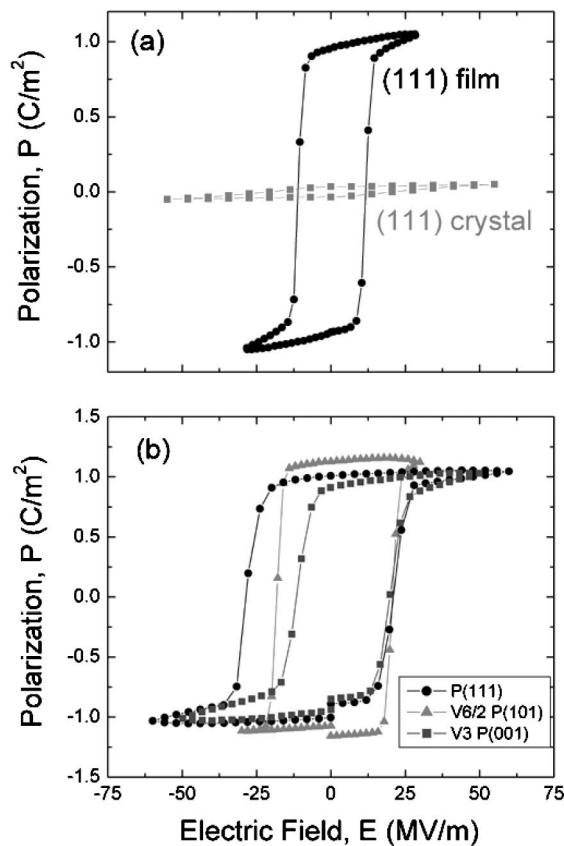 (a)
1.0
0.5
0.0
-0.5
-1.0
Polarization, P (C/m²)
(111) film
(111) crystal
(b)
1.5
1.0
0.5
0.0
-0.5
-1.0
-1.5
Polarization, P (C/m²)
P(111)
V6/2 P(101)
V3 P(001)
-75 -50 -25 0 25 50 75
Electric Field, E (MV/m)